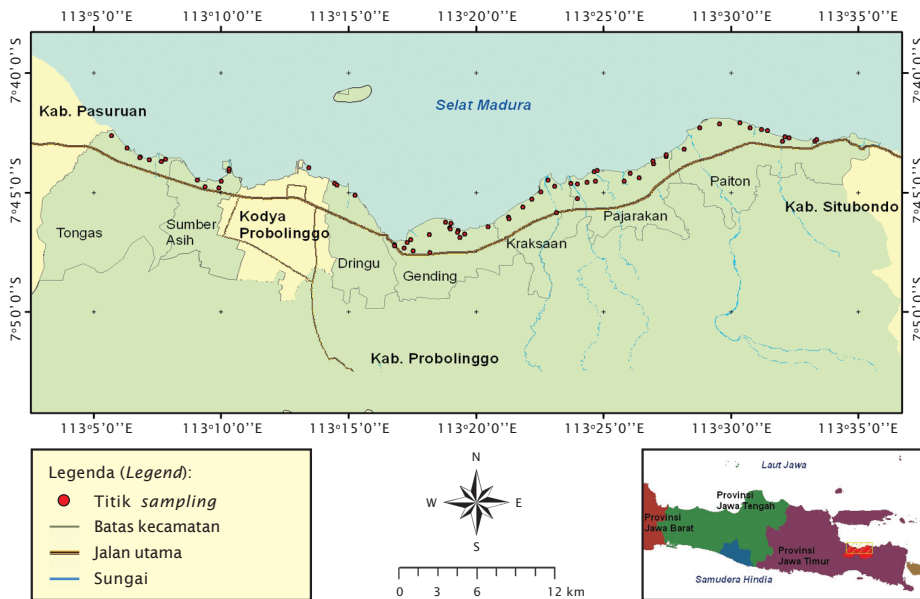 113°5'0''E 113°10'0''E 113°15'0''E 113°20'0''E 113°25'0''E 113°30'0''E 113°35'0''E
7°40'0''S
7°40'0''S
Kab. Pasuruan
Selat Madura
7°45'0''S
7°45'0''S
Tongas
Sumber
Asih
Kodya
Probolinggo
Dringu
Gending
Kraksaan
Pajarakan
Paiton
Kab. Situbondo
7°50'0''S
7°50'0''S
Kab. Probolinggo
113°5'0''E 113°10'0''E 113°15'0''E 113°20'0''E 113°25'0''E 113°30'0''E 113°35'0''E
Legenda (Legend):
Titik sampling
Batas kecamatan
Jalan utama
Sungai
N
W E
S
0 3 6 12 km
Laut Jawa
Provinsi
Jawa Tengah
Provinsi
Jawa Barat
Provinsi
Jawa Timur
Samudera Hindia